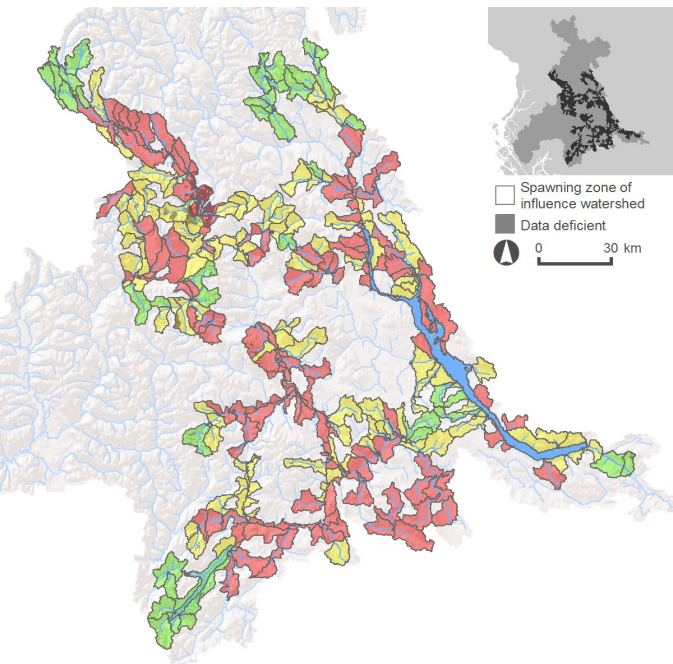 Spawning zone of
influence watershed
Data deficient
0 30 km